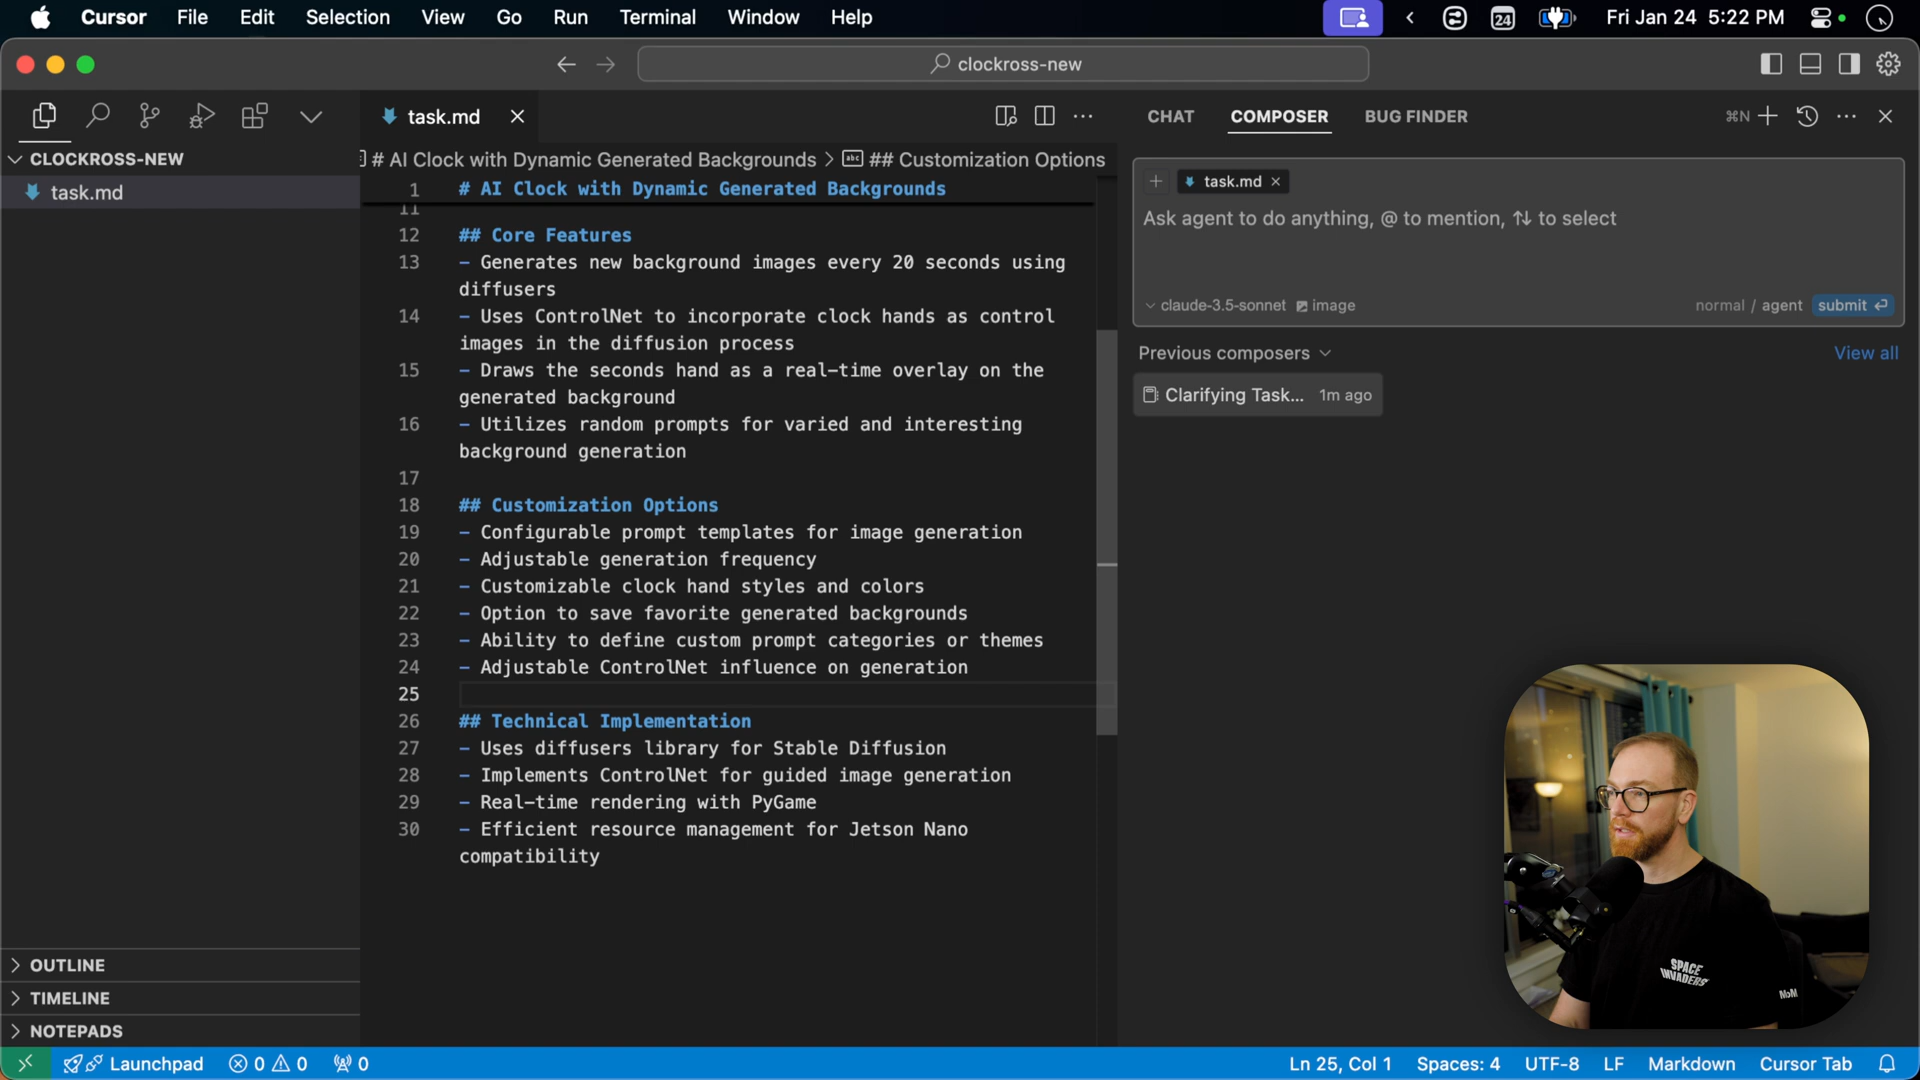 Cursor File Edit Selection View Go Run Terminal Window Help 24 Fri Jan 24 5:22 PM
clockross-new
task.md
CHAT COMPOSER BUG FINDER ⌘N
CLOCKROSS-NEW
task.md
# AI Clock with Dynamic Generated Backgrounds > abc ## Customization Options
1 # AI Clock with Dynamic Generated Backgrounds
11
12 ## Core Features
13 - Generates new background images every 20 seconds using
diffusers
14 - Uses ControlNet to incorporate clock hands as control
images in the diffusion process
15 - Draws the seconds hand as a real-time overlay on the
generated background
16 - Utilizes random prompts for varied and interesting
background generation
17
18 ## Customization Options
19 - Configurable prompt templates for image generation
20 - Adjustable generation frequency
21 - Customizable clock hand styles and colors
22 - Option to save favorite generated backgrounds
23 - Ability to define custom prompt categories or themes
24 - Adjustable ControlNet influence on generation
25
26 ## Technical Implementation
27 - Uses diffusers library for Stable Diffusion
28 - Implements ControlNet for guided image generation
29 - Real-time rendering with PyGame
30 - Efficient resource management for Jetson Nano
compatibility
+ task.md ×
Ask agent to do anything, @ to mention, ⇅ to select
claude-3.5-sonnet image normal / agent submit
Previous composers View all
Clarifying Task... 1m ago
SPACE
INVADERS
MoM
OUTLINE
TIMELINE
NOTEPADS
Launchpad 0 0 0 Ln 25, Col 1 Spaces: 4 UTF-8 LF Markdown Cursor Tab